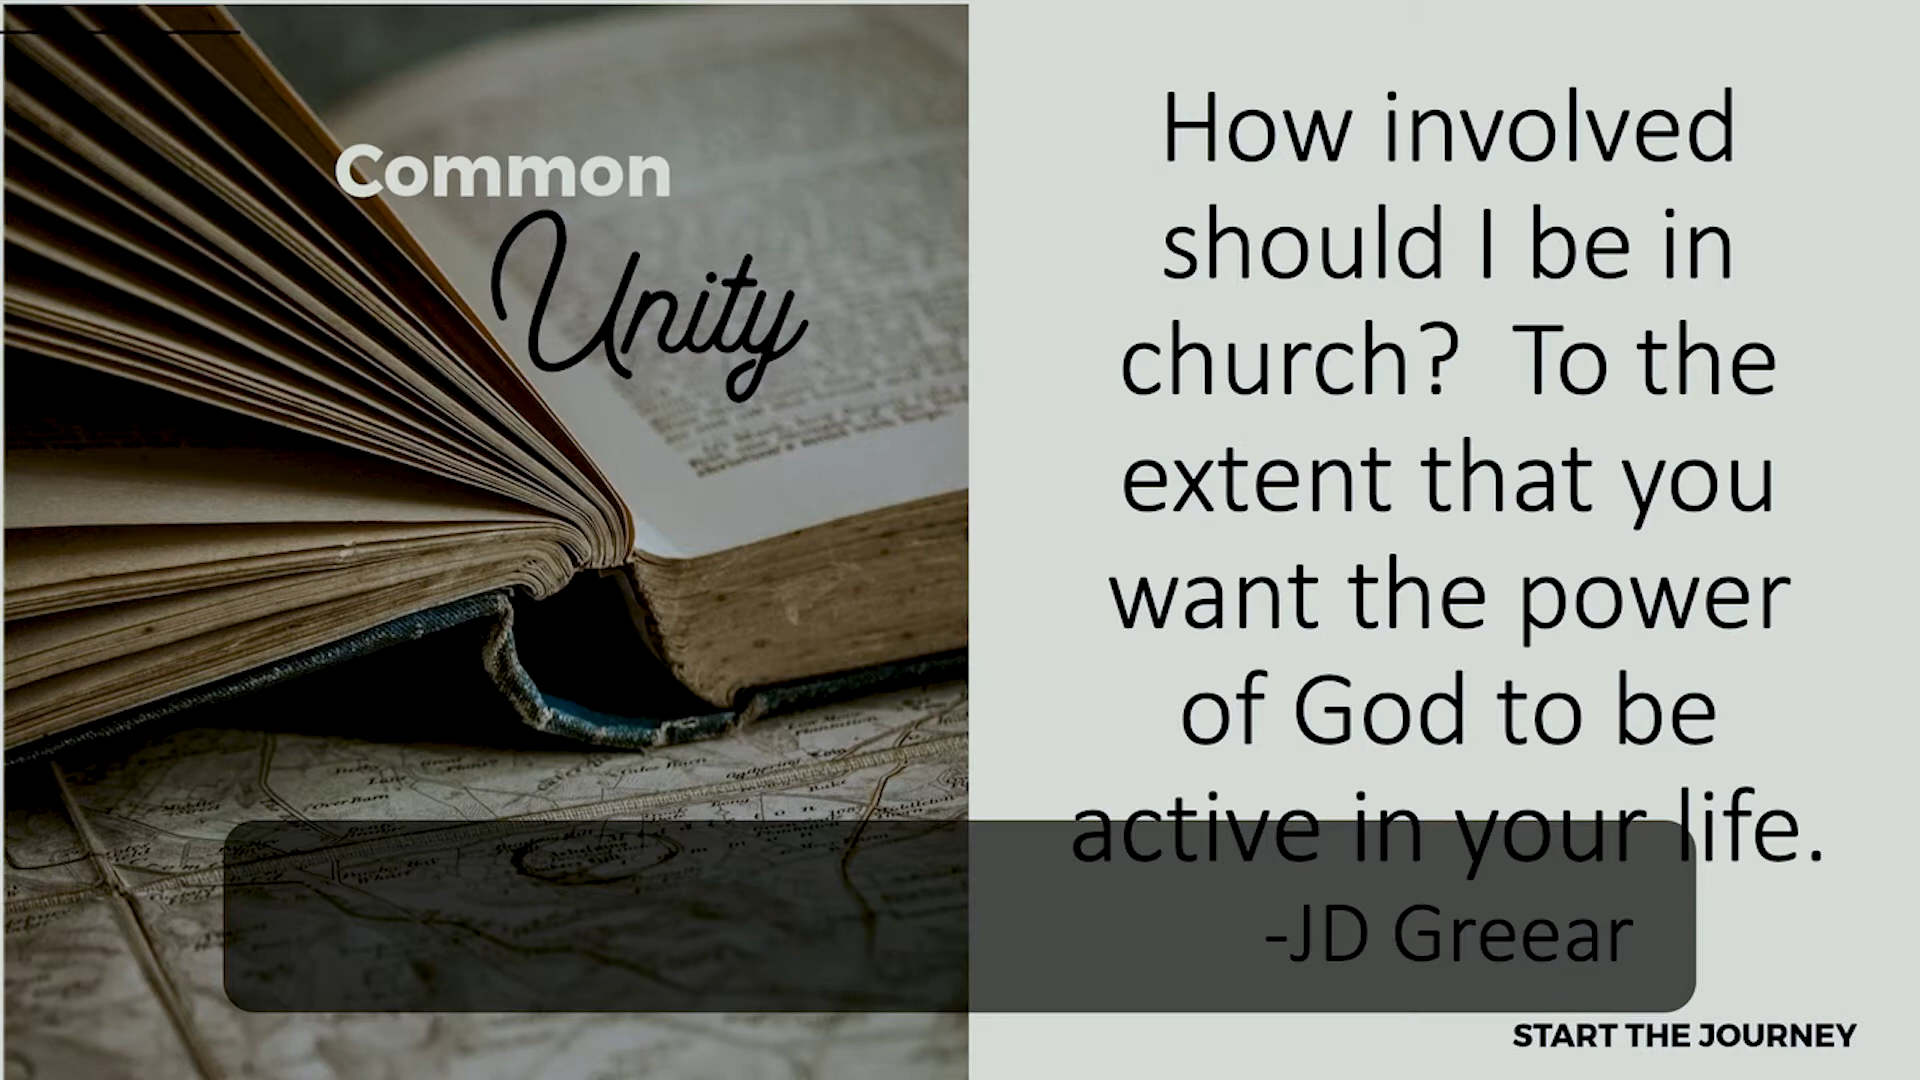 Common
Unity
How involved
should I be in
church? To the
extent that you
want the power
of God to be
active in your life.
-JD Greear
START THE JOURNEY